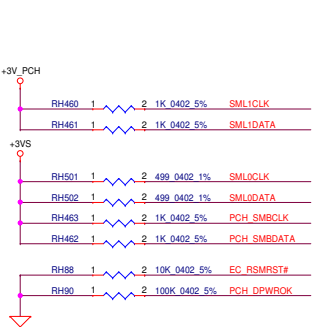 +3V_PCH
RH460 1 2 1K_0402_5% SML1CLK
RH461 1 2 1K_0402_5% SML1DATA
+3VS
RH501 1 2 499_0402_1% SML0CLK
RH502 1 2 499_0402_1% SML0DATA
RH463 1 2 1K_0402_5% PCH_SMBCLK
RH462 1 2 1K_0402_5% PCH_SMBDATA
RH88 1 2 10K_0402_5% EC_RSMRST#
RH90 1 2 100K_0402_5% PCH_DPWROK